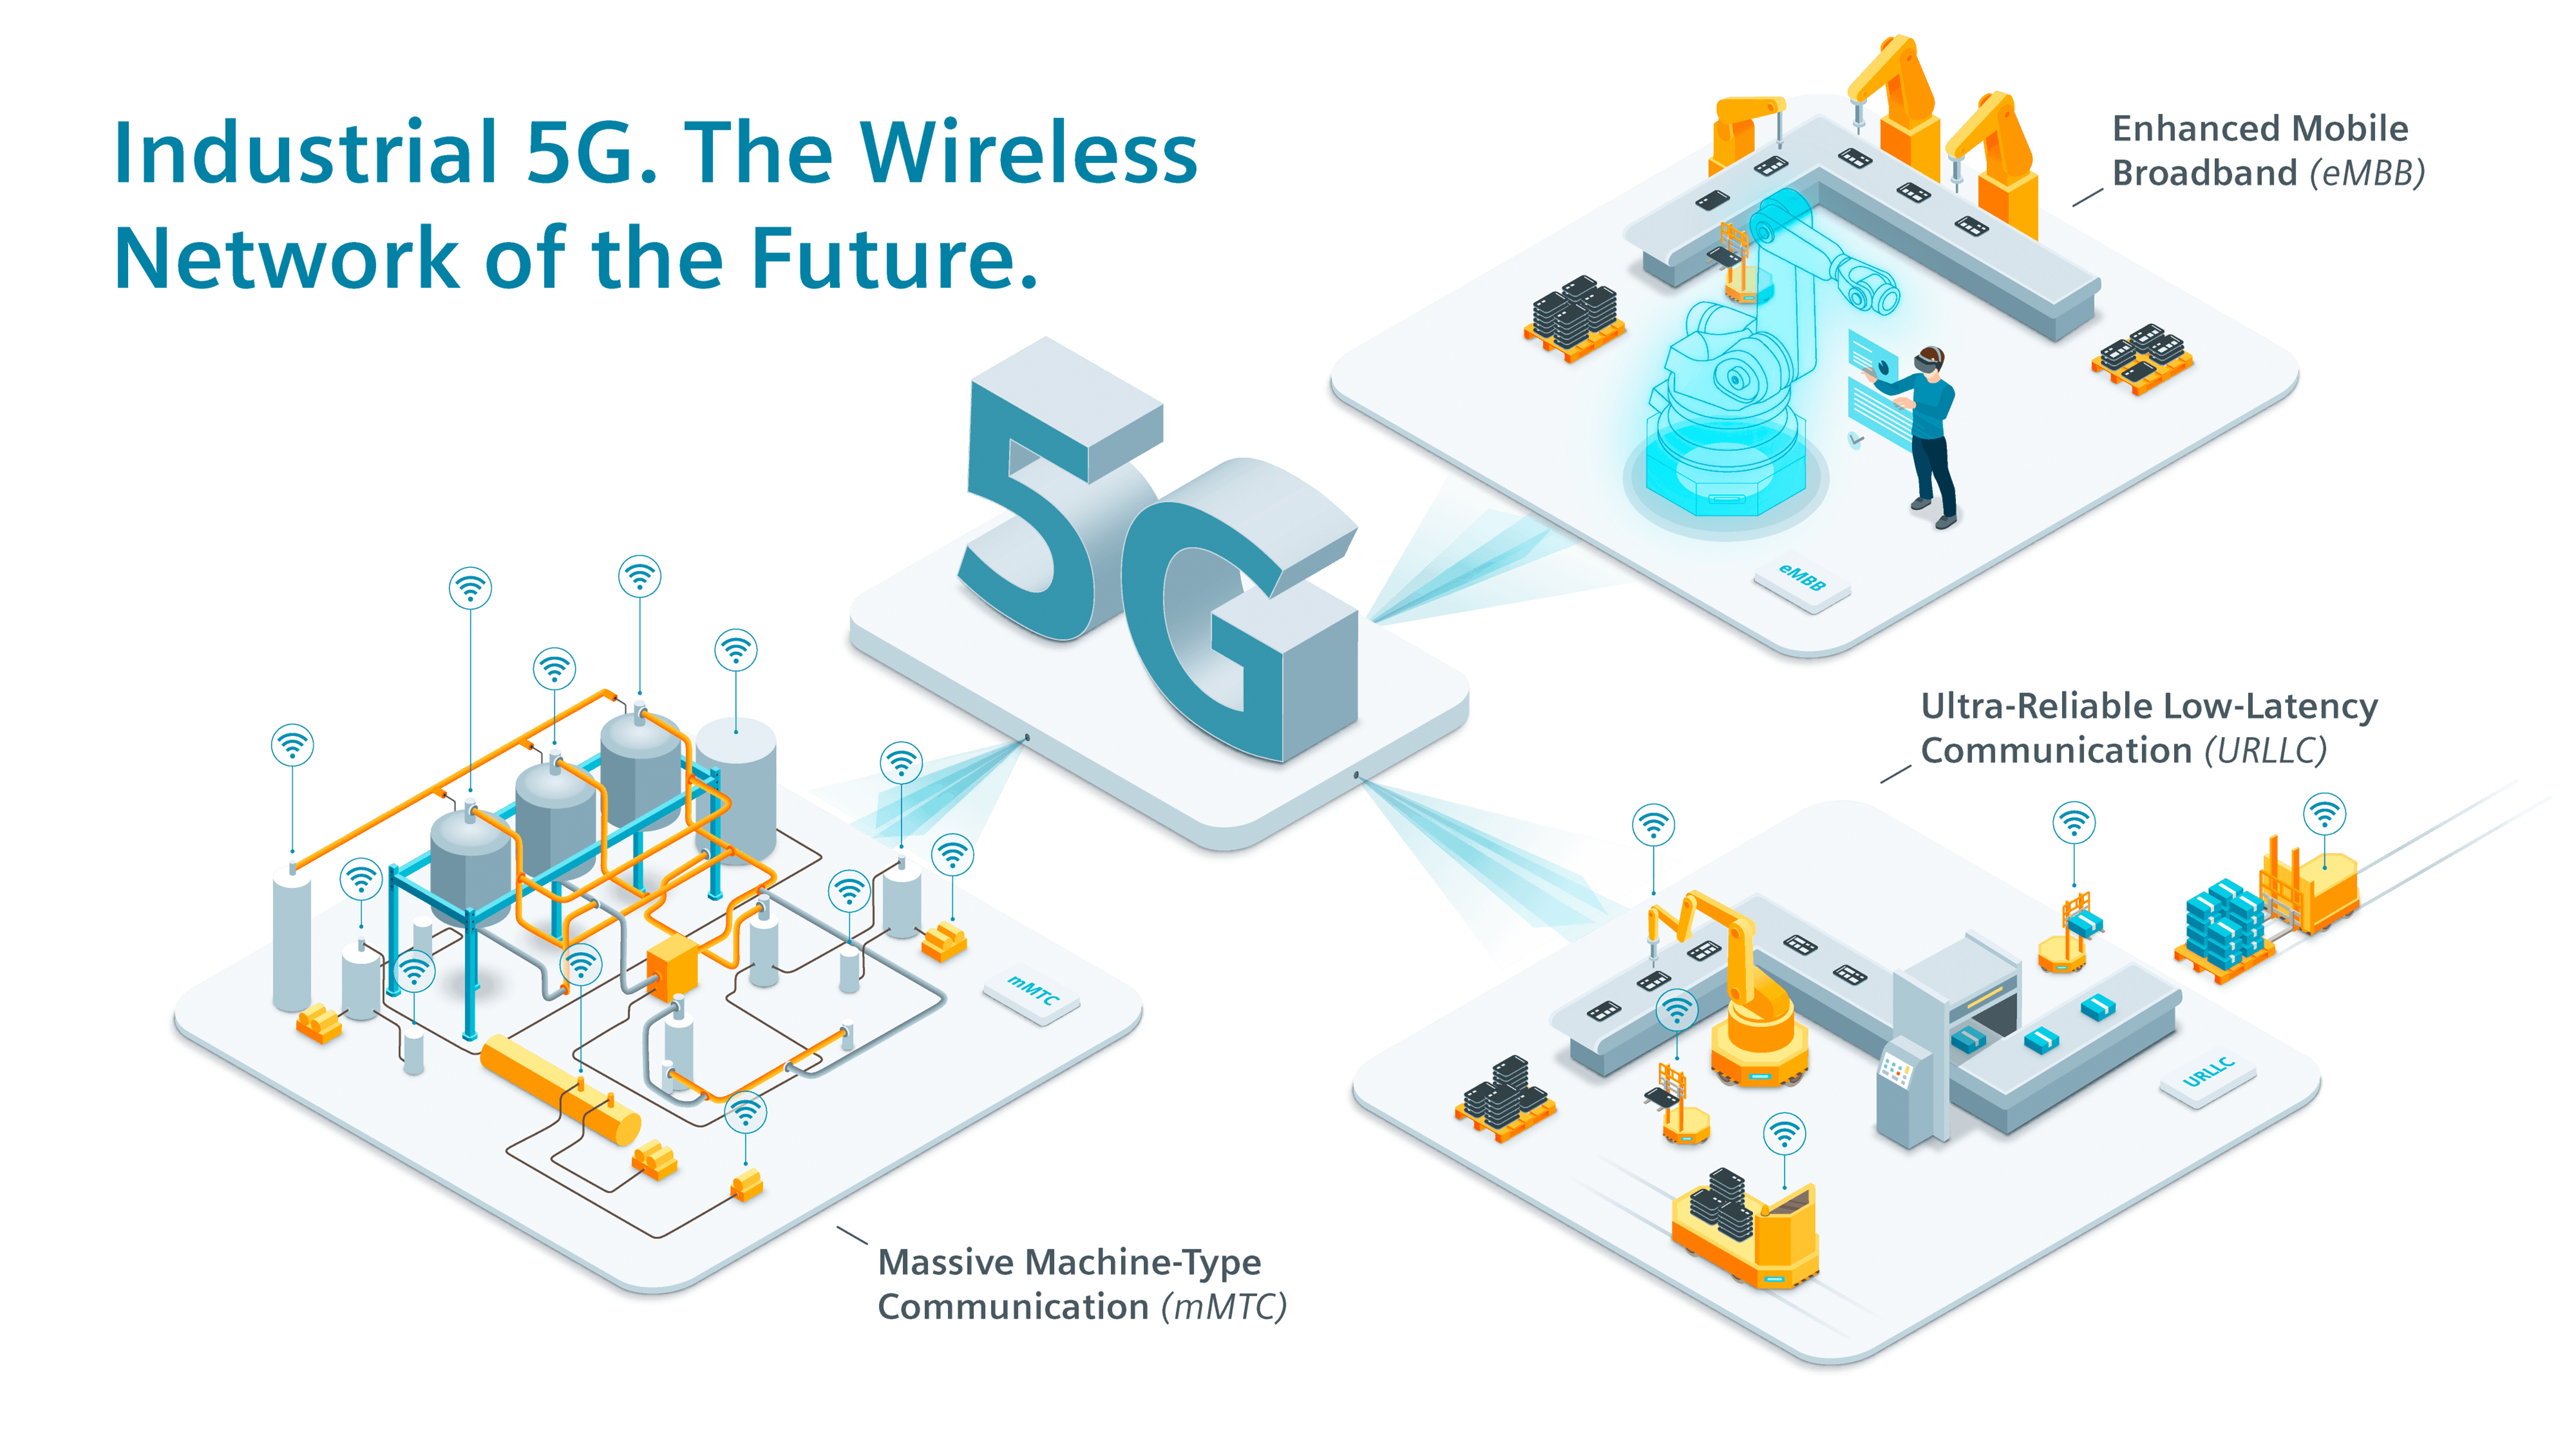 Industrial 5G. The Wireless
Network of the Future.
Enhanced Mobile
Broadband (eMBB)
5G
eMBB
Ultra-Reliable Low-Latency
Communication (URLLC)
mMTC
URLLC
Massive Machine-Type
Communication (mMTC)